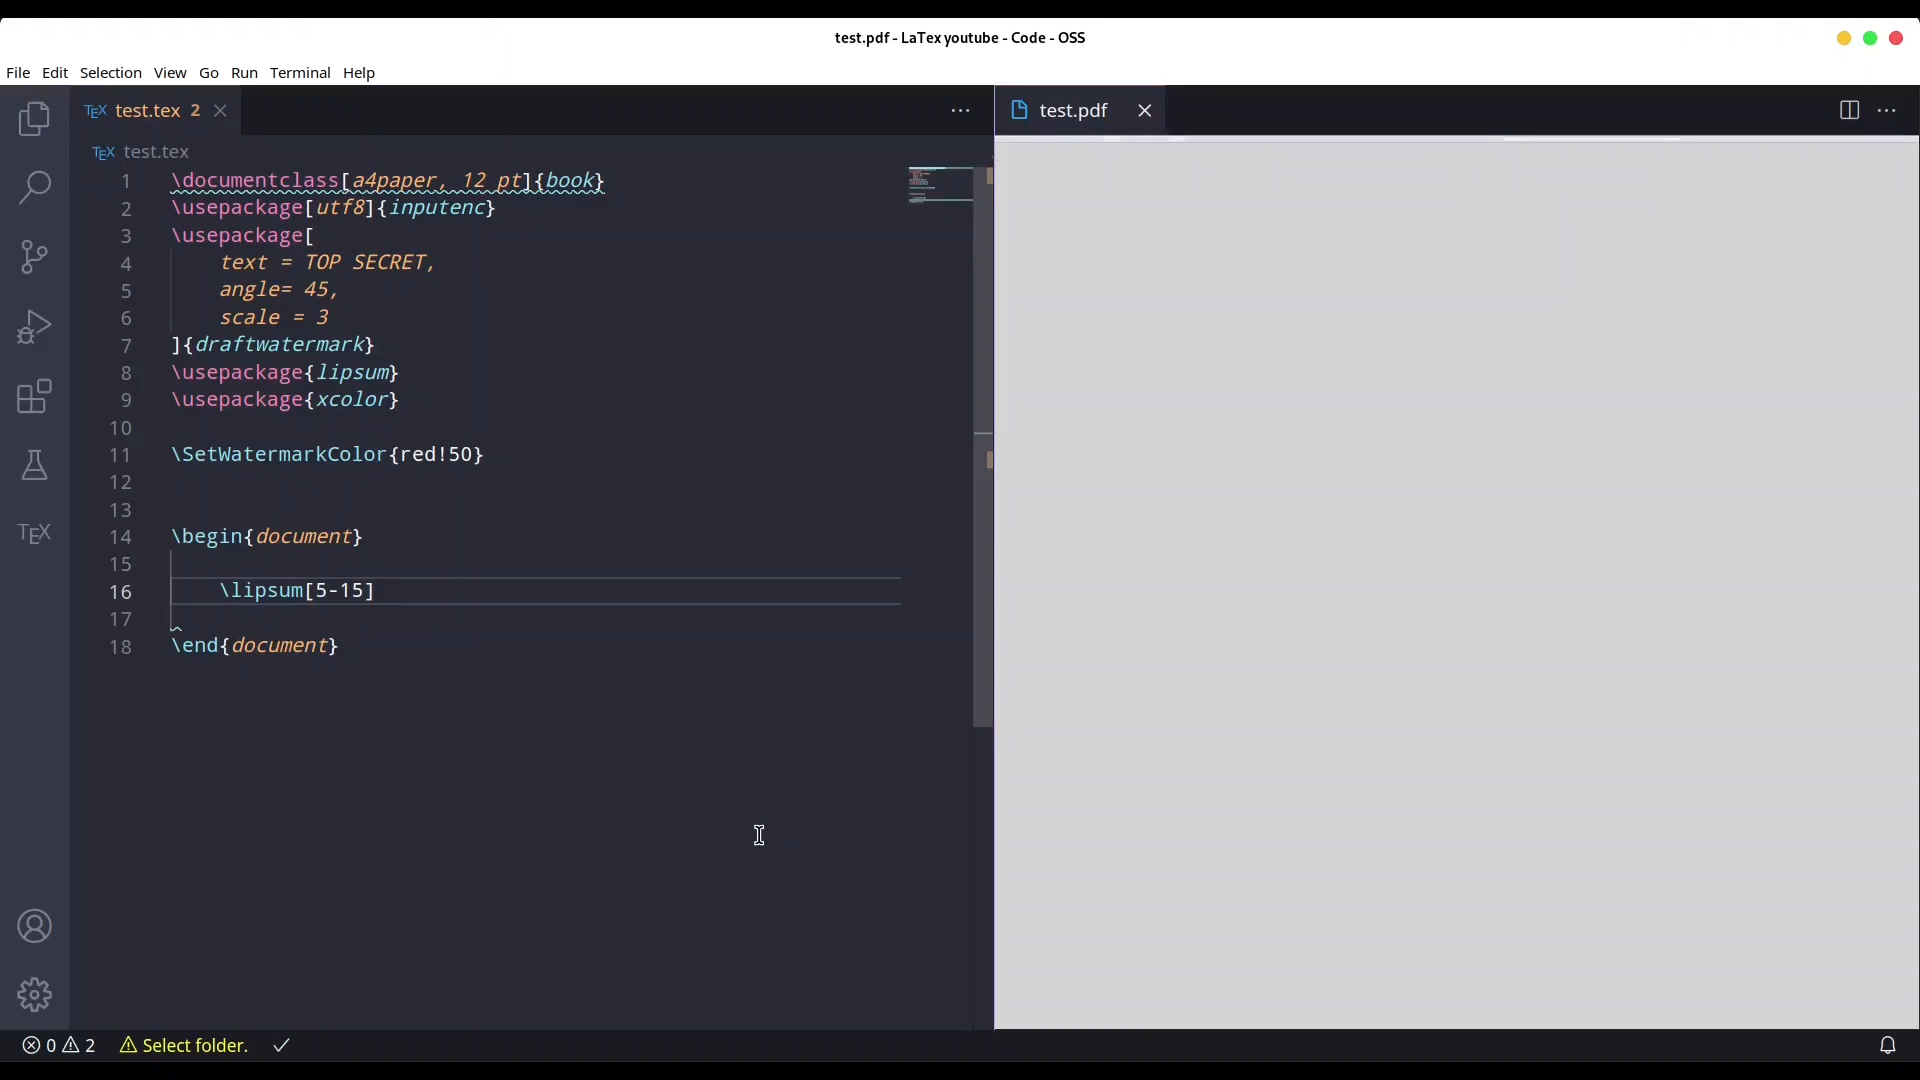 test.pdf - LaTex youtube - Code - OSS
File Edit Selection View Go Run Terminal Help
TEX test.tex 2
test.pdf
TEX test.tex
1 \documentclass[a4paper, 12 pt]{book}
2 \usepackage[utf8]{inputenc}
3 \usepackage[
4 text = TOP SECRET,
5 angle= 45,
6 scale = 3
7 ]{draftwatermark}
8 \usepackage{lipsum}
9 \usepackage{xcolor}
10
11 \SetWatermarkColor{red!50}
12
13
14 \begin{document}
15
16 \lipsum[5-15]
17
18 \end{document}
TEX
0 2 Select folder.